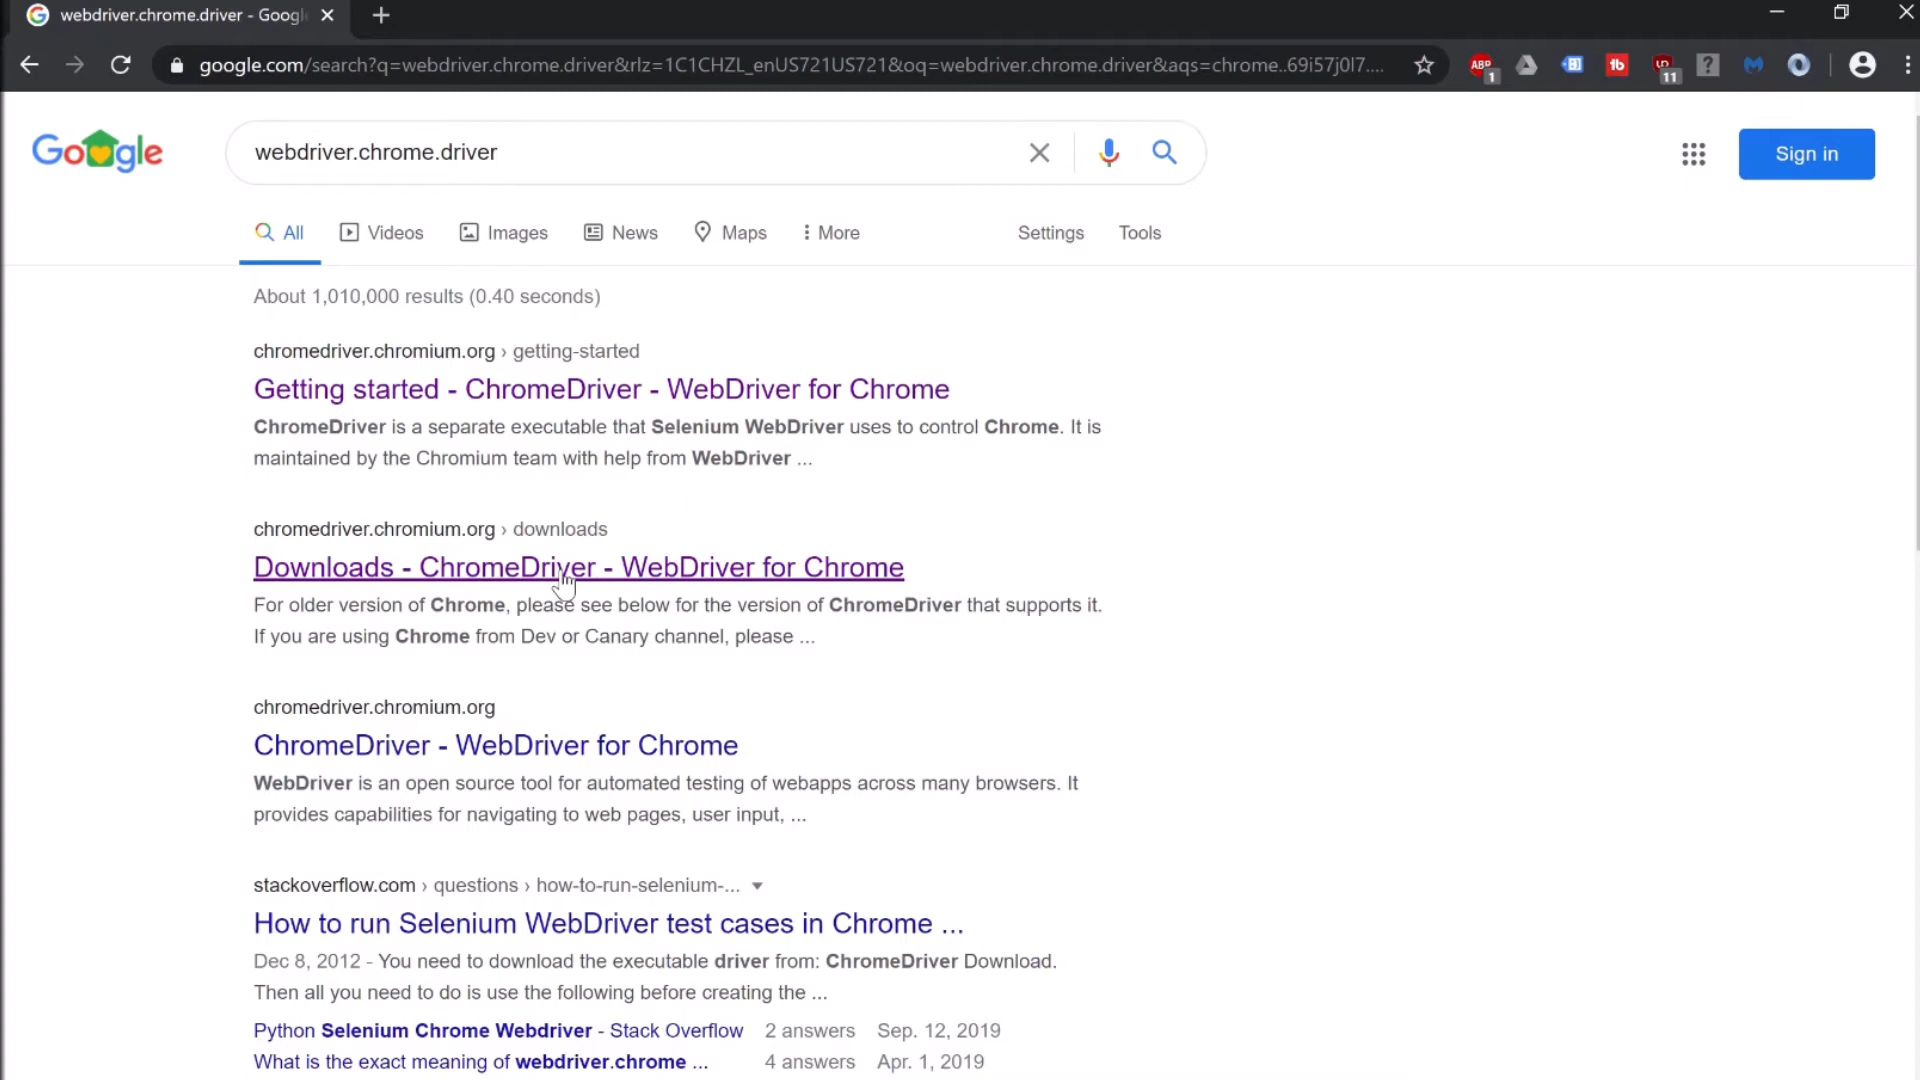 webdriver.chrome.driver - Googl
google.com/search?q=webdriver.chrome.driver&rlz=1C1CHZL_enUS721US721&oq=webdriver.chrome.driver&aqs=chrome..69i57j0l7....
ABP 1
31
tb
UD 11
?
Google
webdriver.chrome.driver
Sign in
All Videos Images News Maps More Settings Tools
About 1,010,000 results (0.40 seconds)
chromedriver.chromium.org › getting-started
Getting started - ChromeDriver - WebDriver for Chrome
ChromeDriver is a separate executable that Selenium WebDriver uses to control Chrome. It is
maintained by the Chromium team with help from WebDriver ...
chromedriver.chromium.org › downloads
Downloads - ChromeDriver - WebDriver for Chrome
For older version of Chrome, please see below for the version of ChromeDriver that supports it.
If you are using Chrome from Dev or Canary channel, please ...
chromedriver.chromium.org
ChromeDriver - WebDriver for Chrome
WebDriver is an open source tool for automated testing of webapps across many browsers. It
provides capabilities for navigating to web pages, user input, ...
stackoverflow.com › questions › how-to-run-selenium-...
How to run Selenium WebDriver test cases in Chrome ...
Dec 8, 2012 - You need to download the executable driver from: ChromeDriver Download.
Then all you need to do is use the following before creating the ...
Python Selenium Chrome Webdriver - Stack Overflow 2 answers Sep. 12, 2019
What is the exact meaning of webdriver.chrome ... 4 answers Apr. 1, 2019